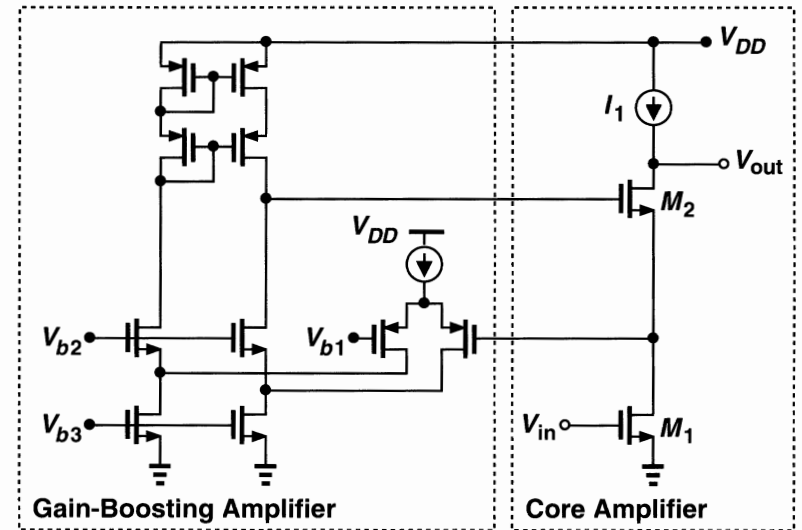 V_DD
I_1
V_out
M_2
V_DD
V_b2
V_b1
V_b3
V_in
M_1
Gain-Boosting Amplifier
Core Amplifier